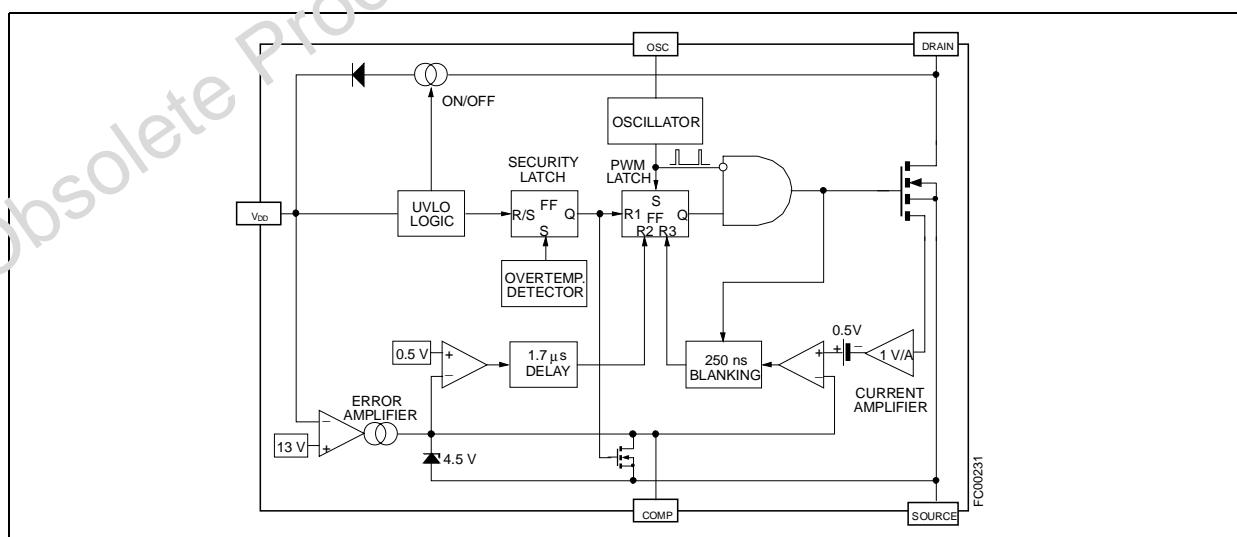 Obsolete Prod
OSC
DRAIN
ON/OFF
OSCILLATOR
SECURITY
LATCH
PWM
LATCH
VDD
UVLO
LOGIC
R/S FF Q
S
S
R1 FF Q
R2 R3
OVERTEMP.
DETECTOR
0.5 V
+
−
1.7 μs
DELAY
250 ns
BLANKING
+
−
0.5V
+ −
1 V/A
CURRENT
AMPLIFIER
ERROR
AMPLIFIER
−
+
13 V
4.5 V
COMP
SOURCE
FC00231